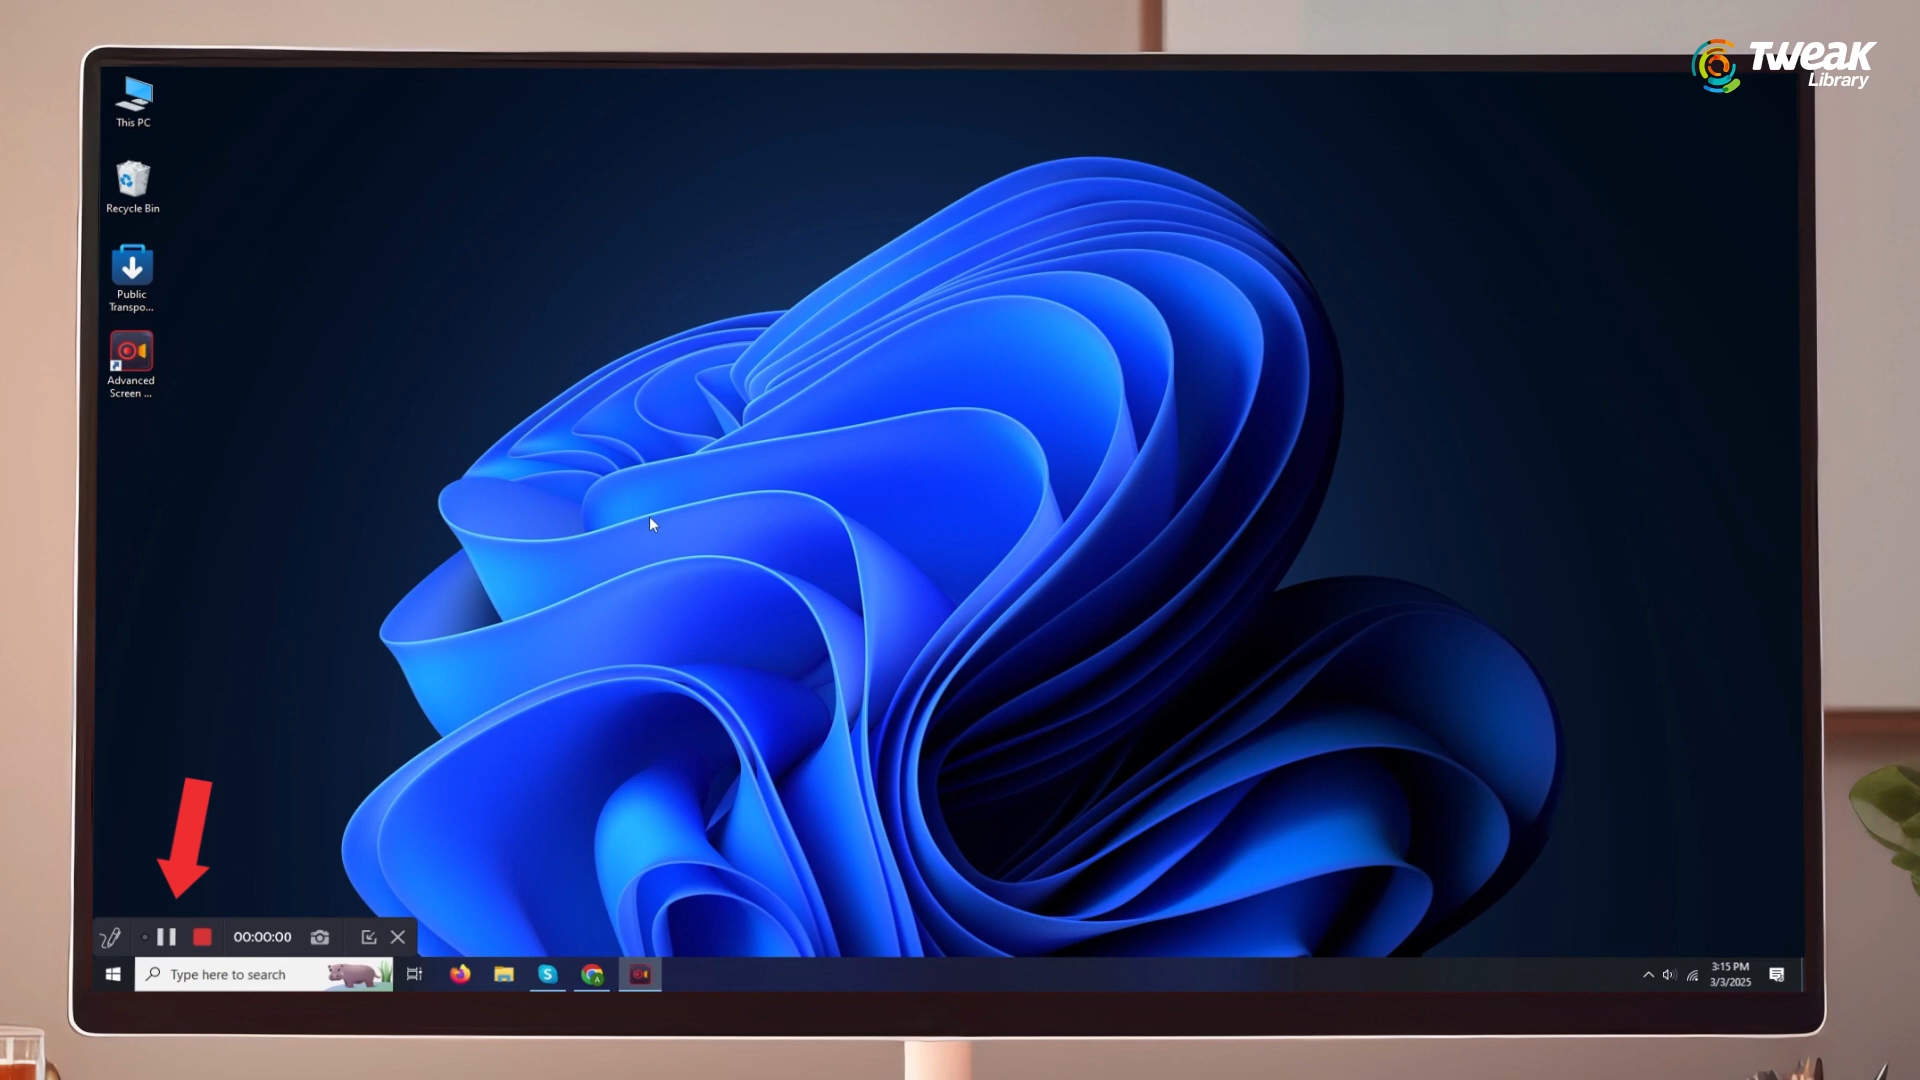 Tweak
Library
This PC
Recycle Bin
Public
Transpo...
Advanced
Screen ...
00:00:00
Type here to search
3:15 PM
3/3/2025